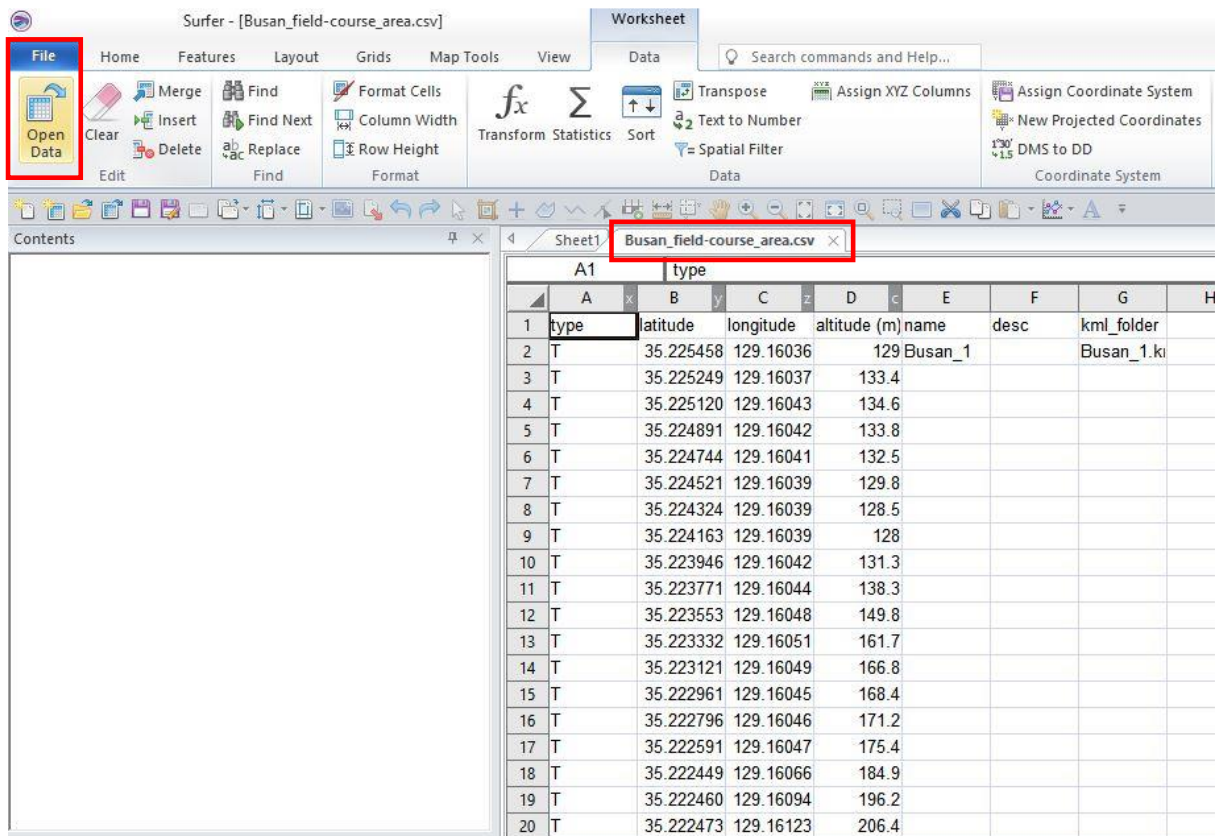 Surfer - [Busan_field-course_area.csv] Worksheet
File Home Features Layout Grids Map Tools View Data Search commands and Help...
Open Data
Clear
Merge
Insert
Delete
Edit
Find
Find Next
Replace
Find
Format Cells
Column Width
Row Height
Format
Transform Statistics Sort
Transpose Assign XYZ Columns
Text to Number
Spatial Filter
Data
Assign Coordinate System
New Projected Coordinates
DMS to DD
Coordinate System
Contents
Sheet1 Busan_field-course_area.csv
A1 type
A x B y C z D c E F G H
1 type latitude longitude altitude (m) name desc kml_folder
2 T 35.225458 129.16036 129 Busan_1 Busan_1.k
3 T 35.225249 129.16037 133.4
4 T 35.225120 129.16043 134.6
5 T 35.224891 129.16042 133.8
6 T 35.224744 129.16041 132.5
7 T 35.224521 129.16039 129.8
8 T 35.224324 129.16039 128.5
9 T 35.224163 129.16039 128
10 T 35.223946 129.16042 131.3
11 T 35.223771 129.16044 138.3
12 T 35.223553 129.16048 149.8
13 T 35.223332 129.16051 161.7
14 T 35.223121 129.16049 166.8
15 T 35.222961 129.16045 168.4
16 T 35.222796 129.16046 171.2
17 T 35.222591 129.16047 175.4
18 T 35.222449 129.16066 184.9
19 T 35.222460 129.16094 196.2
20 T 35.222473 129.16123 206.4